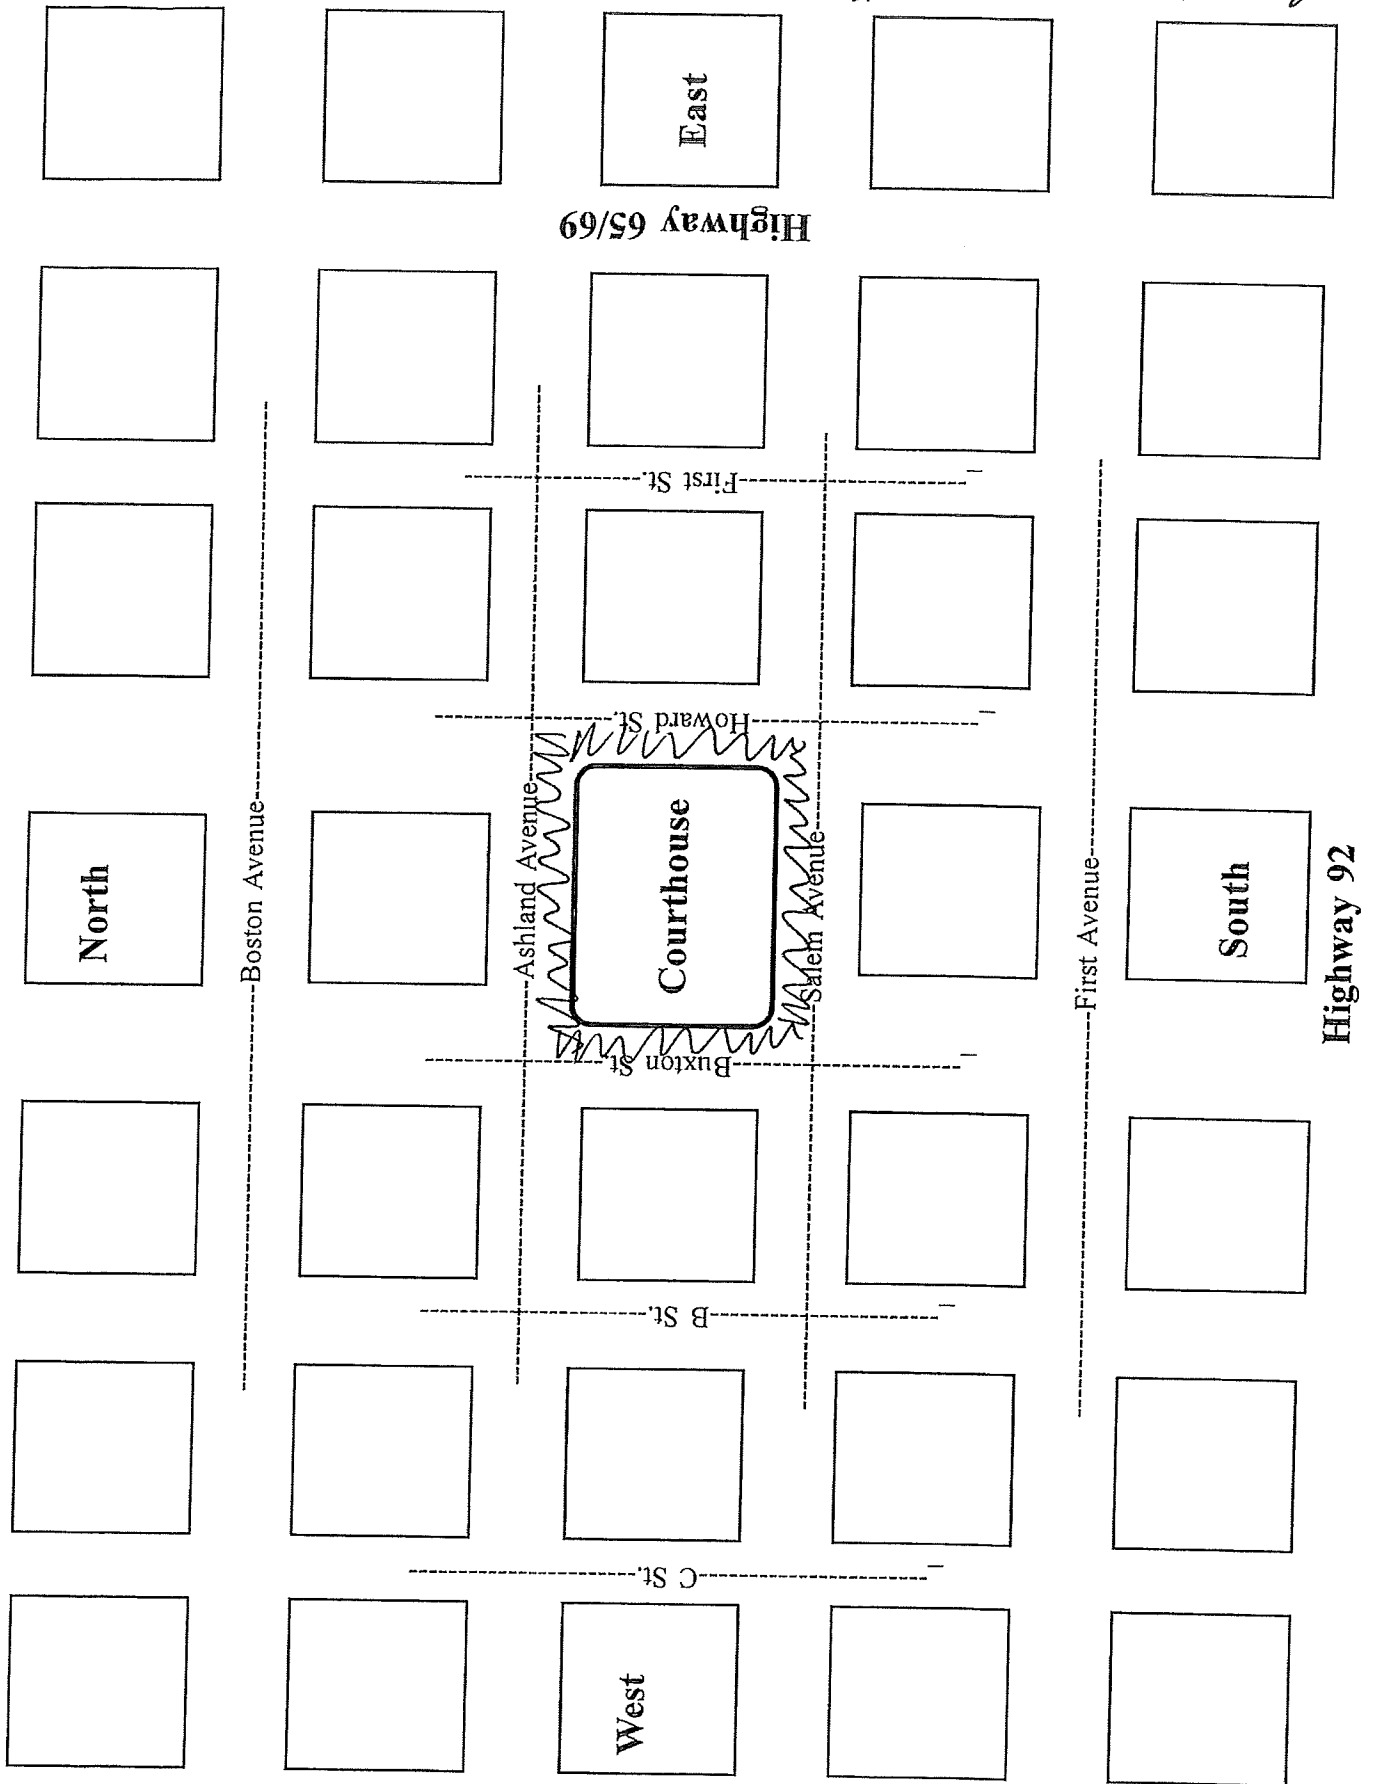 East
Highway 65/69
First St.
Howard St.
North
Boston Avenue
Ashland Avenue
Courthouse
Salem Avenue
First Avenue
South
Highway 92
Buxton St.
B St.
C St.
West